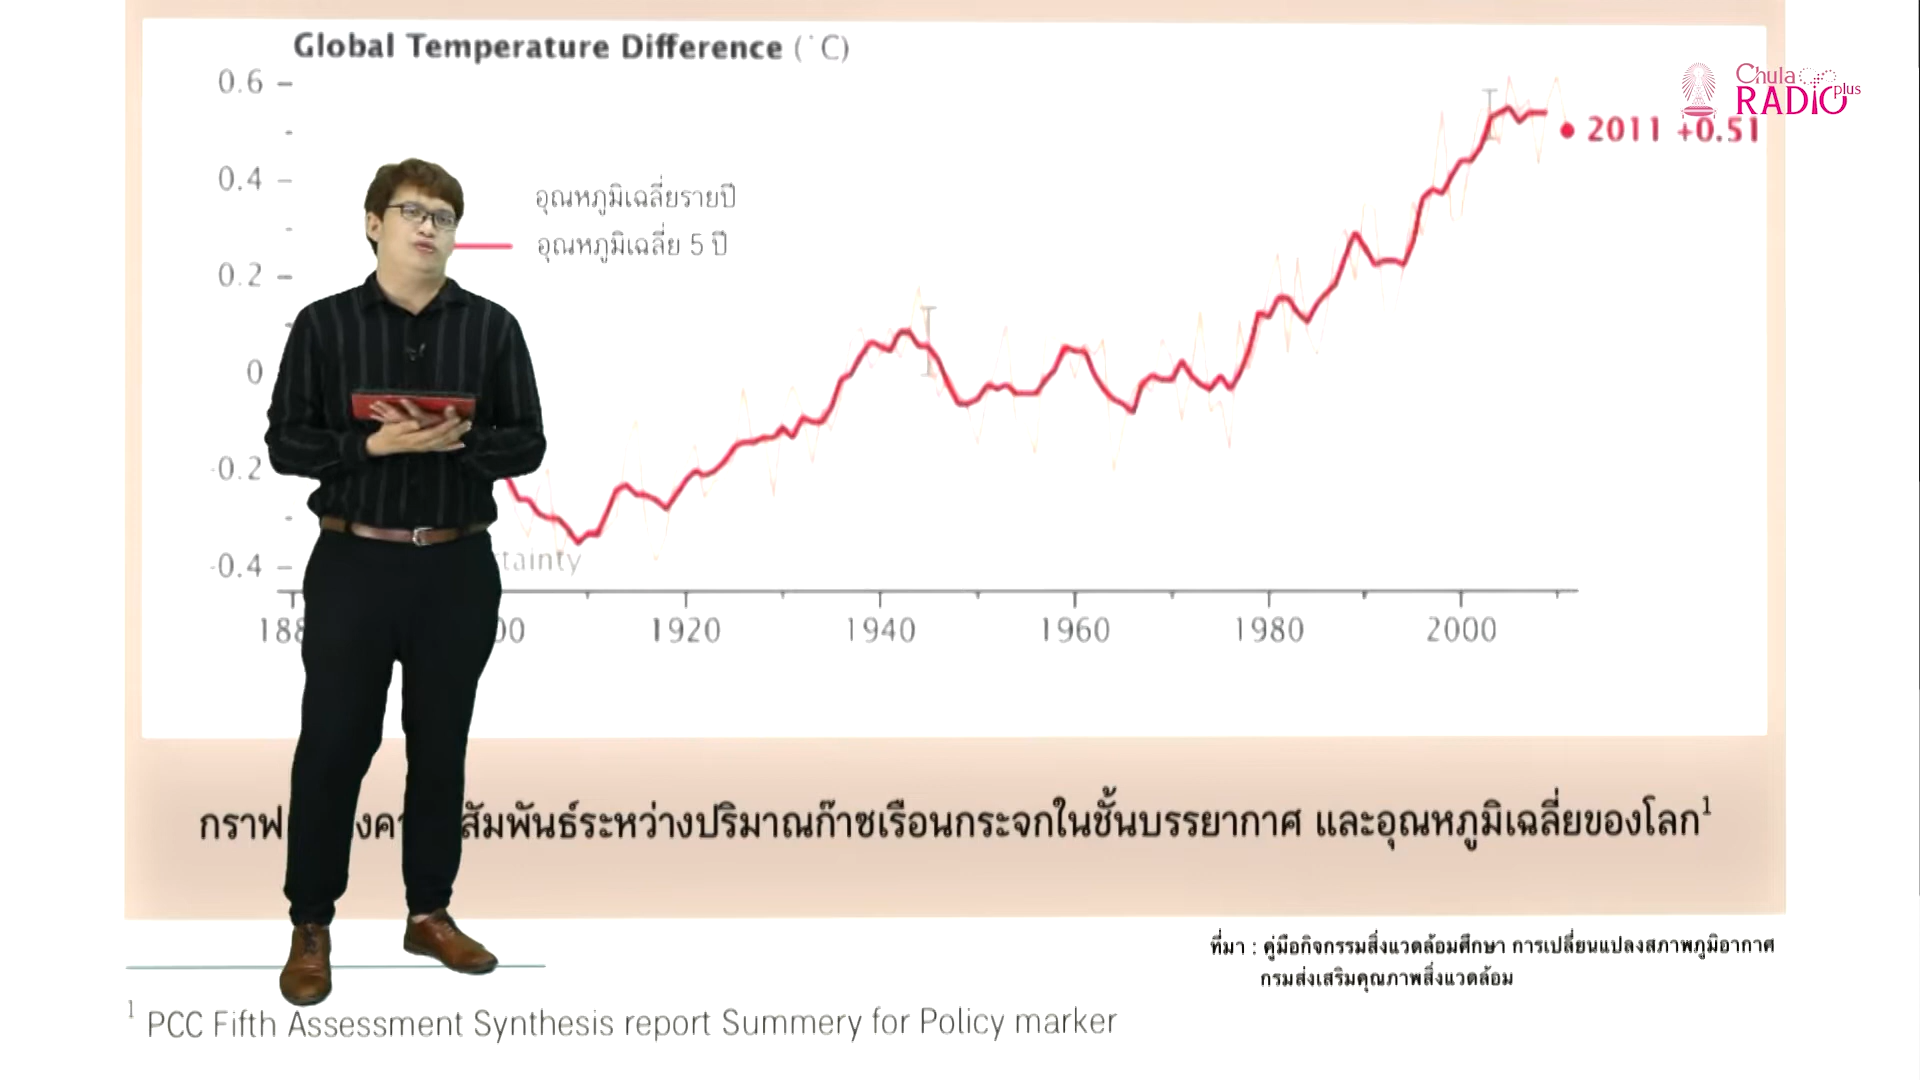 Global Temperature Difference (°C)
0.6
Chula
RADIO plus
2011 +0.51
0.4
อุณหภูมิเฉลี่ยรายปี
อุณหภูมิเฉลี่ย 5 ปี
0.2
0
-0.2
-0.4
1920 1940 1960 1980 2000
กราฟ สัมพันธ์ระหว่างปริมาณก๊าซเรือนกระจกในชั้นบรรยากาศ และอุณหภูมิเฉลี่ยของโลก1
ที่มา : คู่มือกิจกรรมสิ่งแวดล้อมศึกษา การเปลี่ยนแปลงสภาพภูมิอากาศ
กรมส่งเสริมคุณภาพสิ่งแวดล้อม
1 PCC Fifth Assessment Synthesis report Summery for Policy marker